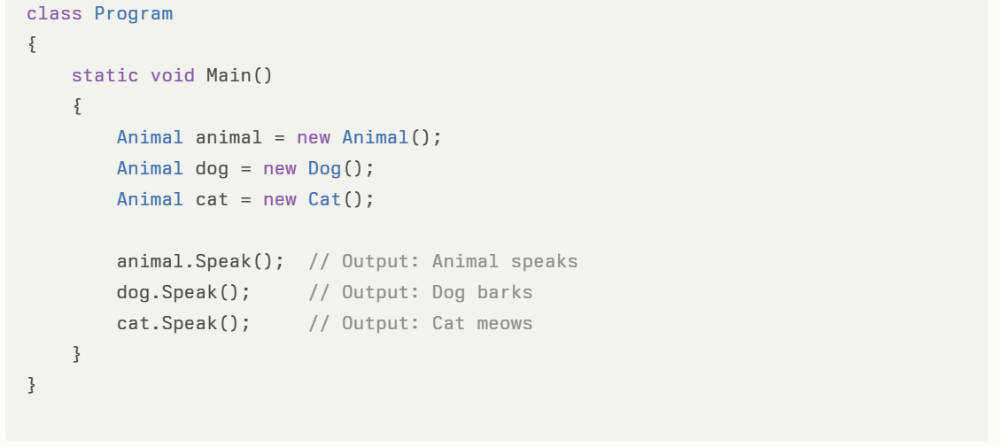 class Program
{
    static void Main()
    {
        Animal animal = new Animal();
        Animal dog = new Dog();
        Animal cat = new Cat();

        animal.Speak();  // Output: Animal speaks
        dog.Speak();     // Output: Dog barks
        cat.Speak();     // Output: Cat meows
    }
}